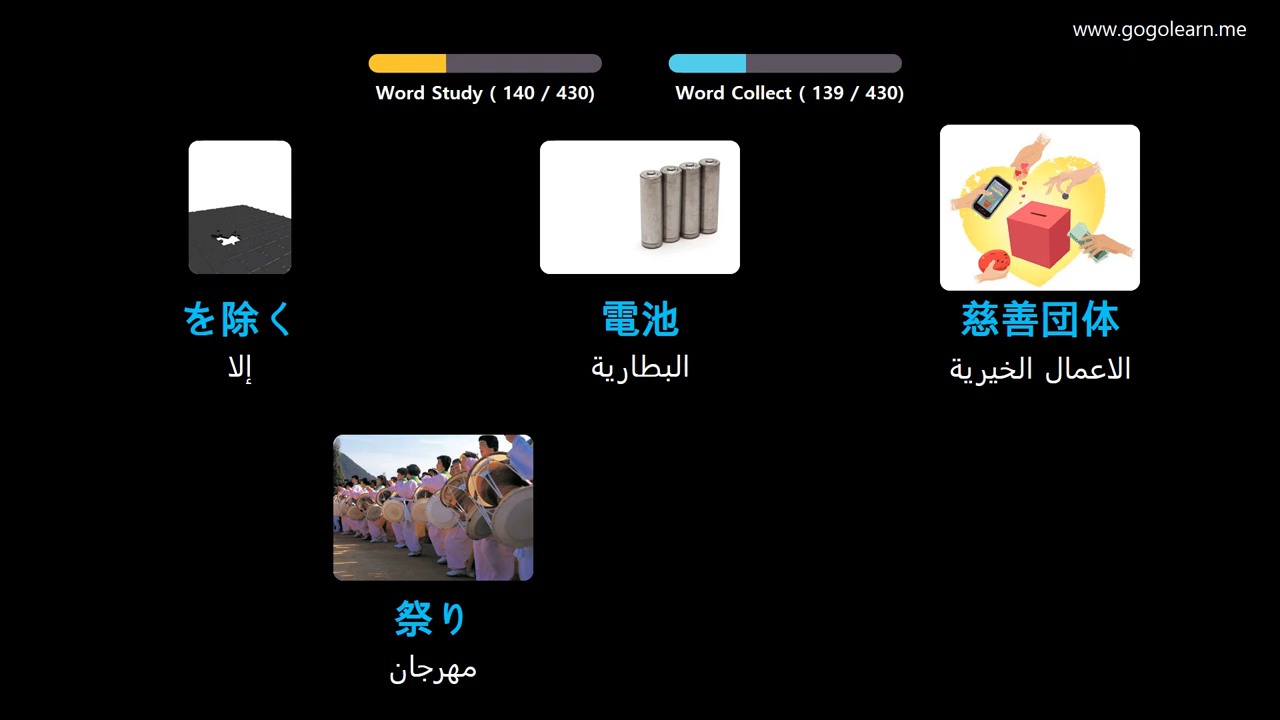 www.gogolearn.me
Word Study ( 140 / 430)
Word Collect ( 139 / 430)
を除く
إلا
電池
البطارية
慈善団体
الاعمال الخيرية
祭り
مهرجان